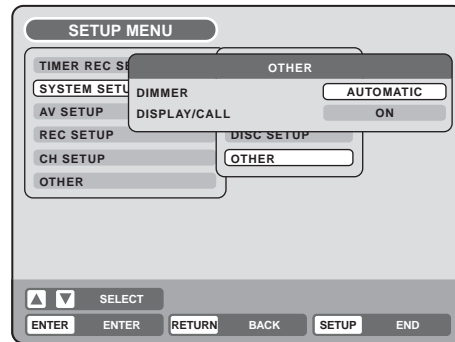 SETUP MENU
TIMER REC SE
SYSTEM SETU
AV SETUP
REC SETUP
CH SETUP
OTHER
OTHER
DIMMER AUTOMATIC
DISPLAY/CALL ON
DISC SETUP
OTHER
SELECT
ENTER ENTER RETURN BACK SETUP END